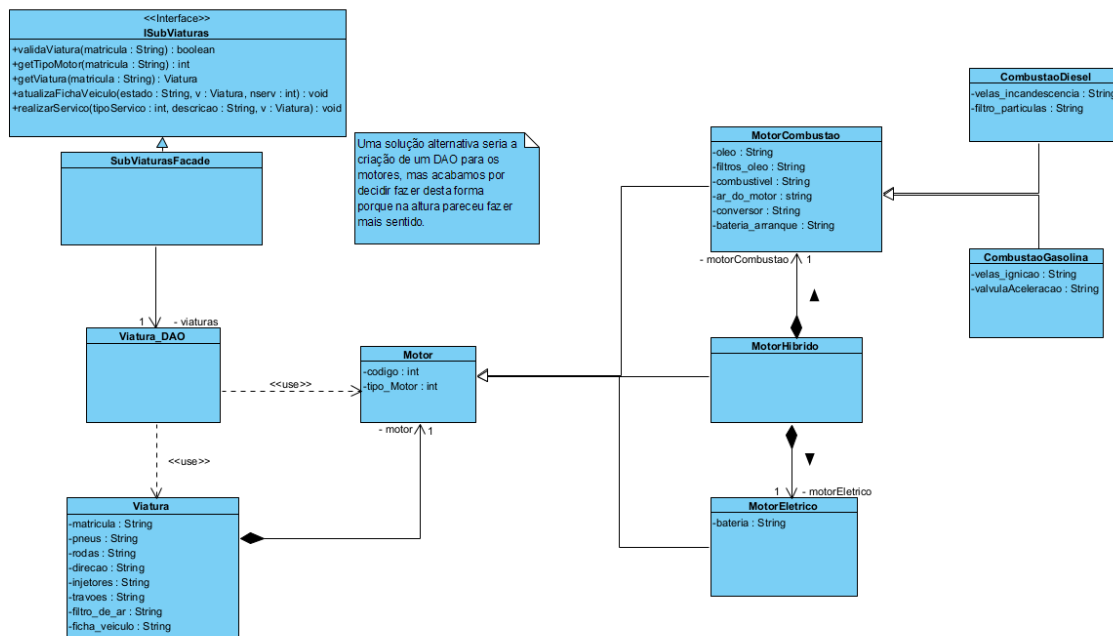 <<Interface>>
ISubViaturas
+validaViatura(matricula : String) : boolean
+getTipoMotor(matricula : String) : int
+getViatura(matricula : String) : Viatura
+atualizaFichaVeiculo(estado : String, v : Viatura, nserv : int) : void
+realizarServico(tipoServico : int, descricao : String, v : Viatura) : void
SubViaturasFacade
Uma solução alternativa seria a
criação de um DAO para os
motores, mas acabamos por
decidir fazer desta forma
porque na altura pareceu fazer
mais sentido.
MotorCombustao
-oleo : String
-filtros_oleo : String
-combustivel : String
-ar_do_motor : string
-conversor : String
-bateria_arranque : String
CombustaoDiesel
-velas_incandescencia : String
-filtro_particulas : String
CombustaoGasolina
-velas_ignicao : String
-valvulaAceleracao : String
- motorCombustao
1
1
- viaturas
Viatura_DAO
<<use>>
<<use>>
Motor
-codigo : int
-tipo_Motor : int
- motor
1
MotorHibrido
1
- motorEletrico
MotorEletrico
-bateria : String
Viatura
-matricula : String
-pneus : String
-rodas : String
-direcao : String
-injetores : String
-travoes : String
-filtro_de_ar : String
-ficha_veiculo : String